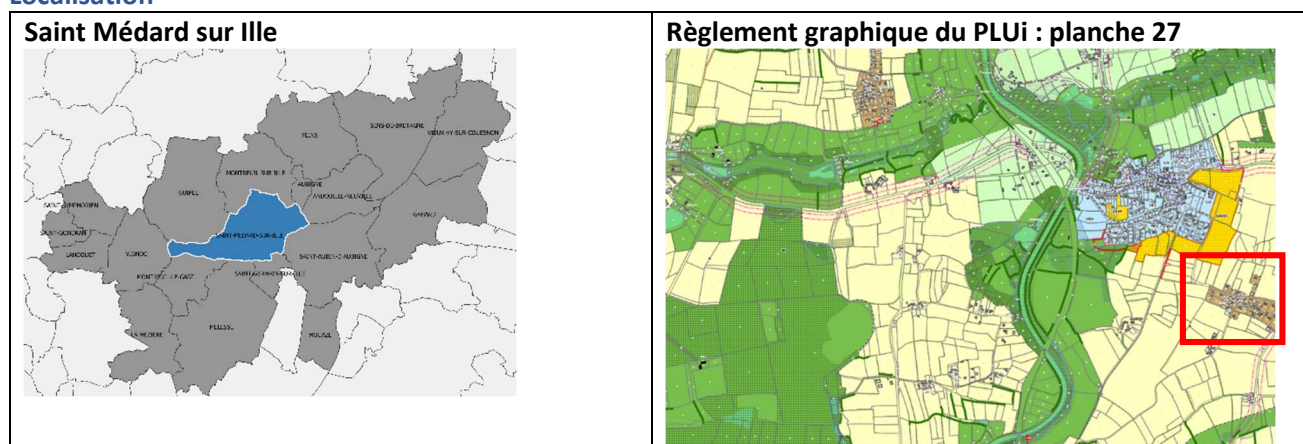 Localisation
Saint Médard sur Ille
Règlement graphique du PLUi : planche 27
SENS-DE-BRETAGNE
VIEUX-VY-SUR-COUESNON
FEINS
MONTREUIL-SUR-ILLE
GUIPEL
AUBIGNE
ANDOUILLE-NEUVILLE
GAHARD
SAINT-SYMPHORIEN
SAINT-MEDARD-SUR-ILLE
SAINT-GONDRAN
LANGOUET
VIGNOC
SAINT-AUBIN-D'AUBIGNE
MONTREUIL-LE-GAST
SAINT-GERMAIN-SUR-ILLE
LA MEZIERE
MELESSE
MOUAZE